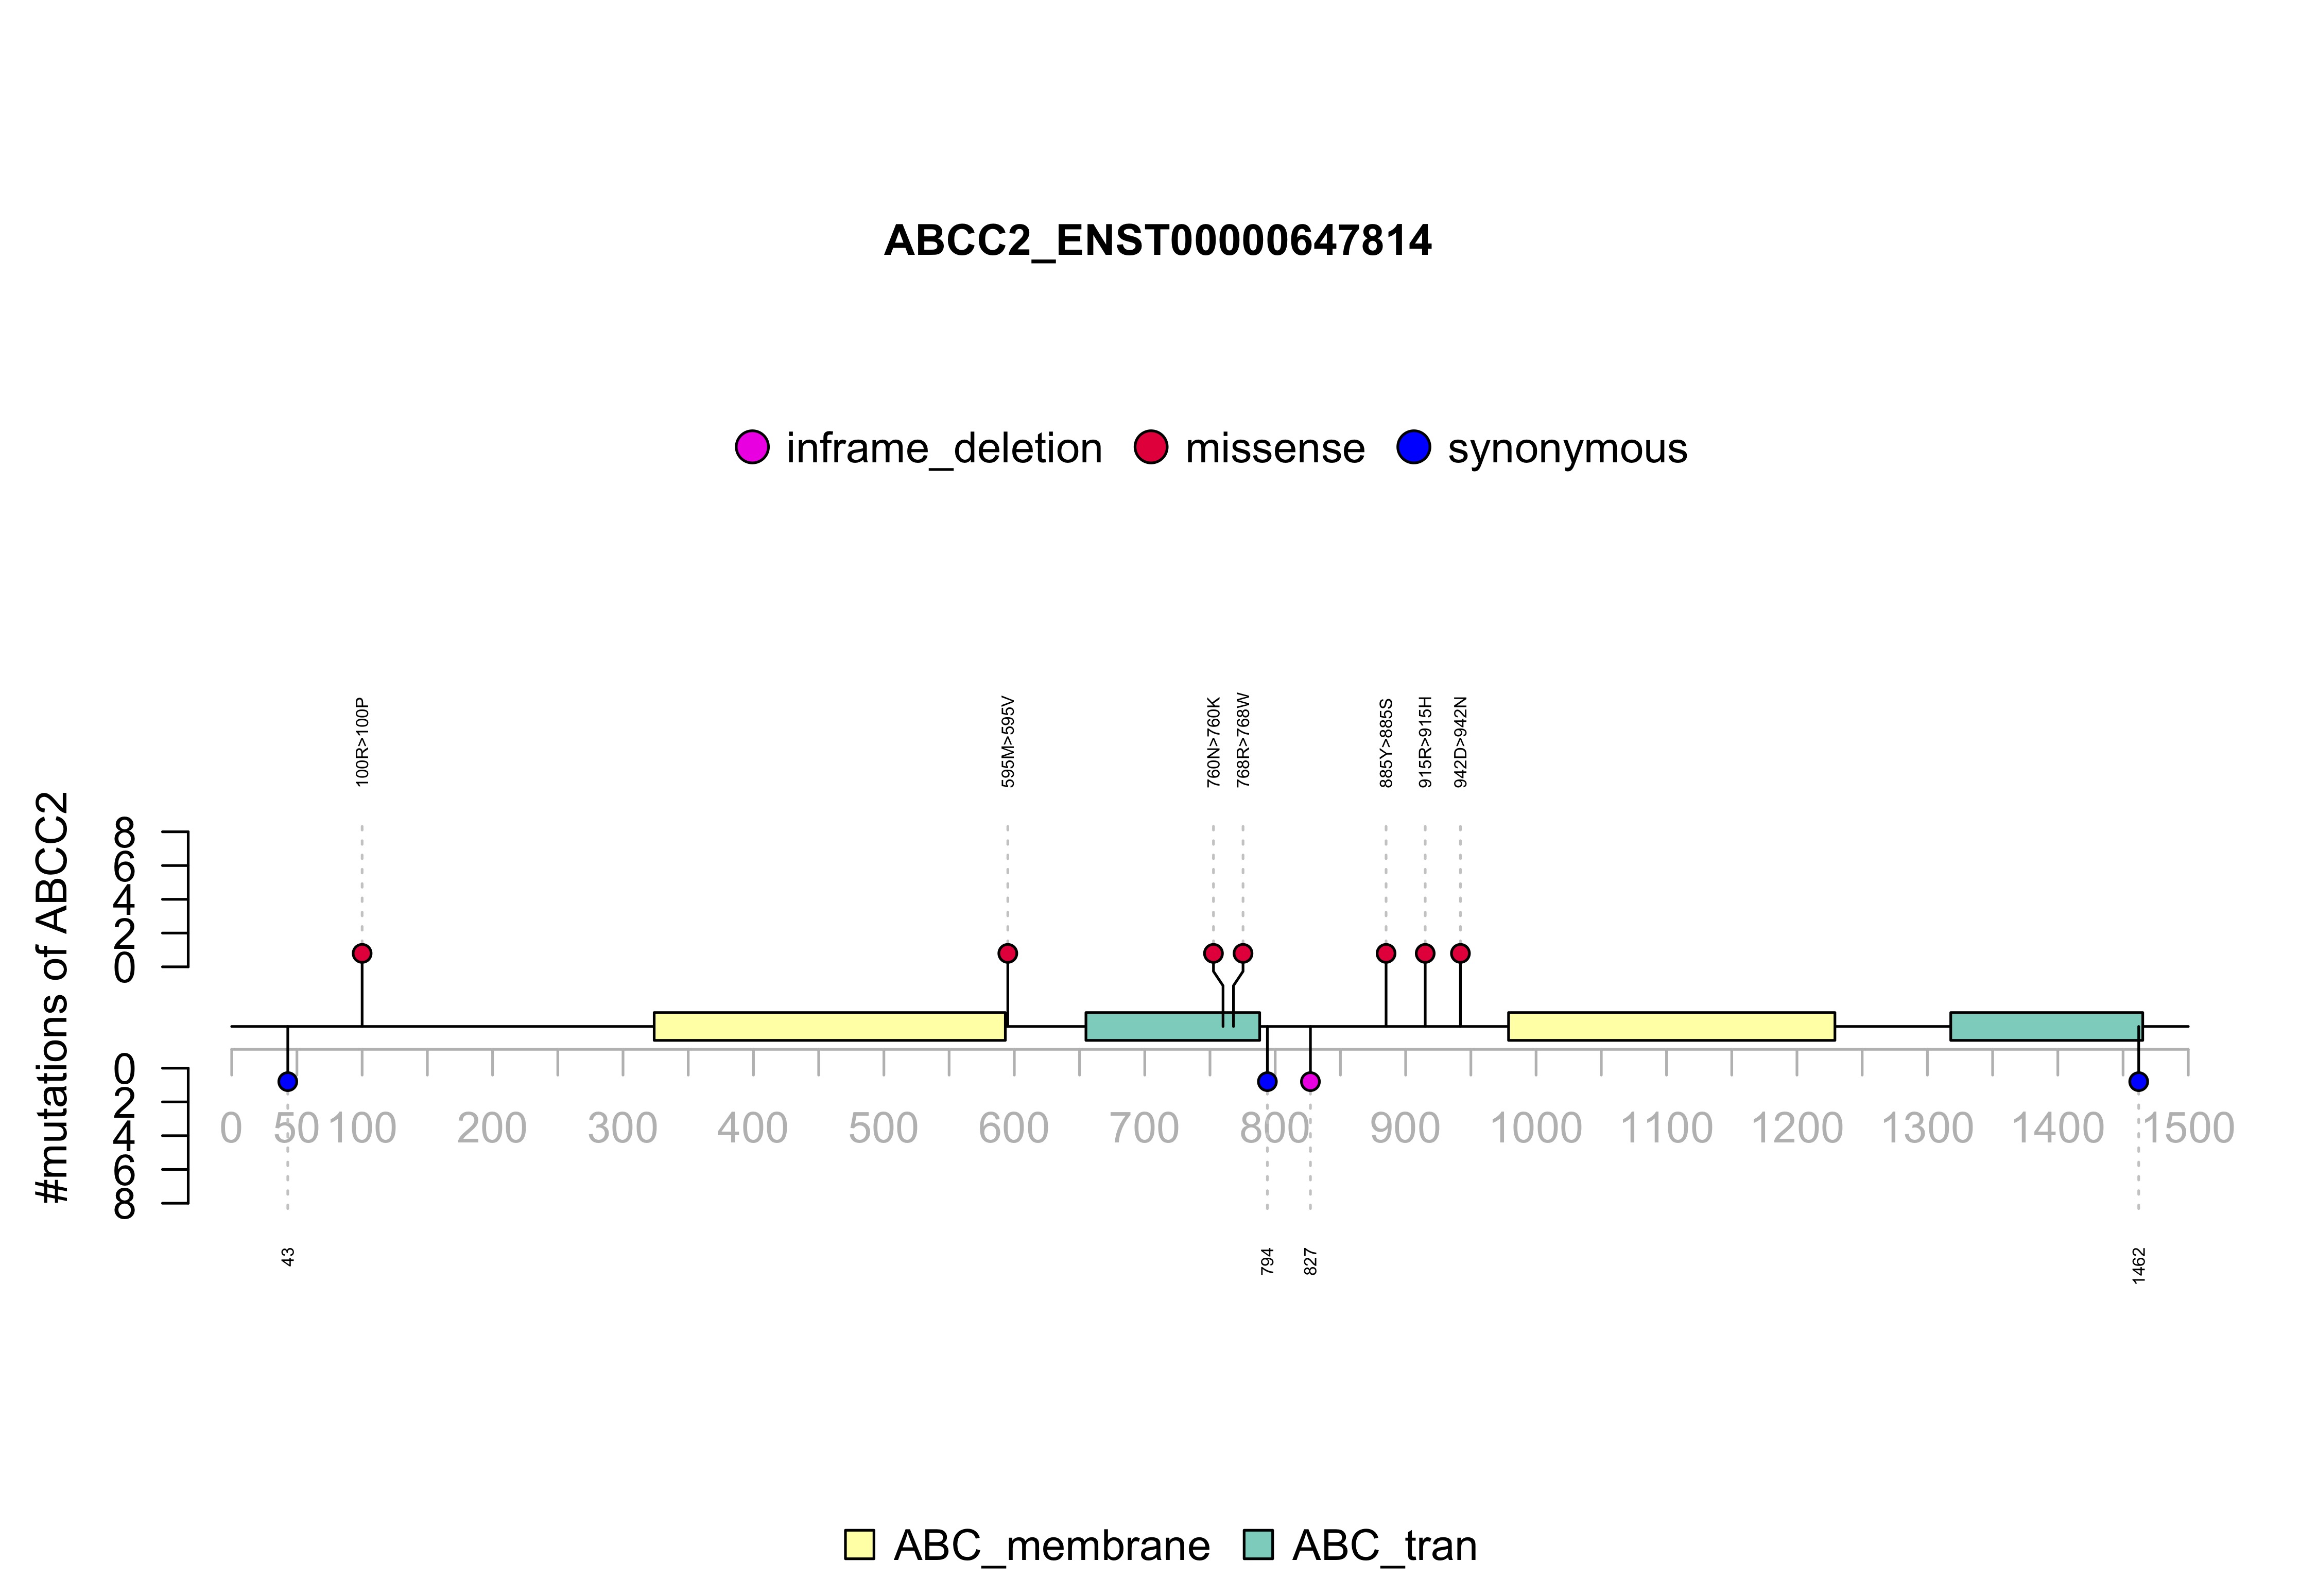 ABCC2_ENST00000647814
inframe_deletion missense synonymous
100R>100P 595M>595V 760N>760K 768R>768W 885Y>885S 915R>915H 942D>942N
#mutations of ABCC2
8
6
4
2
0
0
2
4
6
8
0 50 100 200 300 400 500 600 700 800 900 1000 1100 1200 1300 1400 1500
43 794 827 1462
ABC_membrane ABC_tran